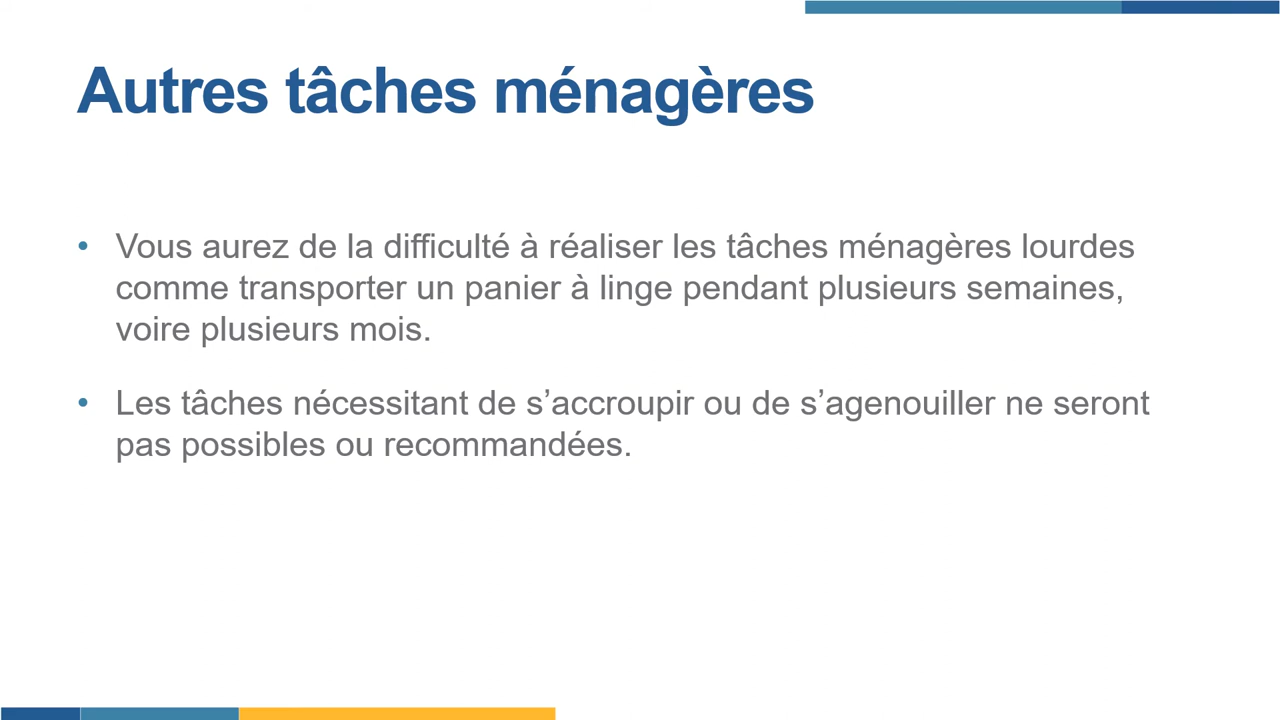 Autres tâches ménagères
• Vous aurez de la difficulté à réaliser les tâches ménagères lourdes
comme transporter un panier à linge pendant plusieurs semaines,
voire plusieurs mois.
• Les tâches nécessitant de s’accroupir ou de s’agenouiller ne seront
pas possibles ou recommandées.